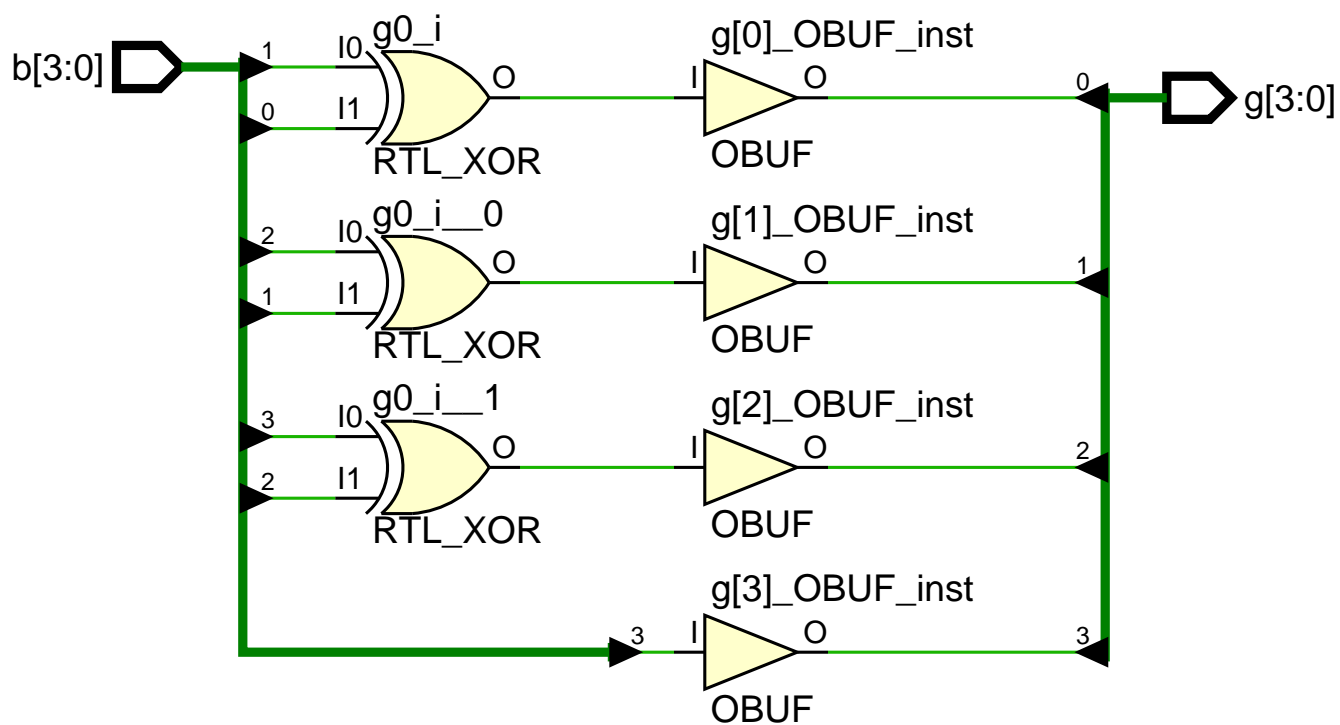 g0_i
g[0]_OBUF_inst
b[3:0]
1
I0
O
I
O
0
g[3:0]
0
I1
RTL_XOR
OBUF
g0_i__0
g[1]_OBUF_inst
2
I0
O
I
O
1
1
I1
RTL_XOR
OBUF
g0_i__1
g[2]_OBUF_inst
3
I0
O
I
O
2
2
I1
RTL_XOR
OBUF
g[3]_OBUF_inst
3
I
O
3
OBUF